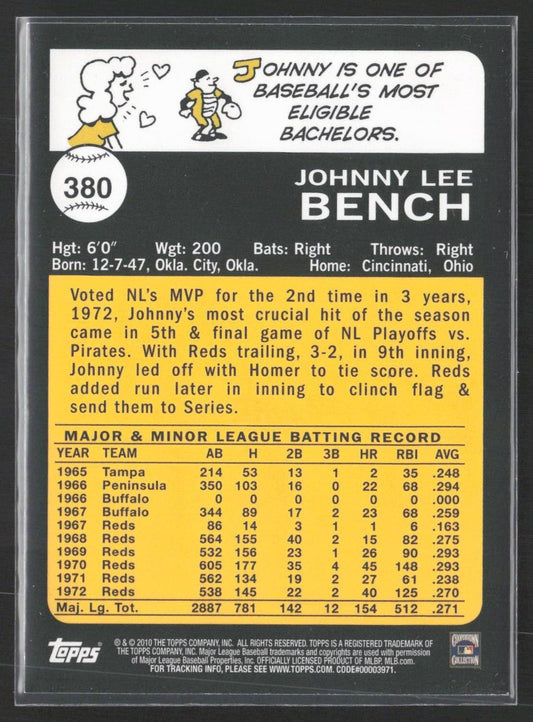 JOHNNY IS ONE OF
BASEBALL'S MOST
ELIGIBLE
BACHELORS.
380
JOHNNY LEE
BENCH
Hgt: 6'0" Wgt: 200 Bats: Right Throws: Right
Born: 12-7-47, Okla. City, Okla. Home: Cincinnati, Ohio
Voted NL's MVP for the 2nd time in 3 years,
1972, Johnny's most crucial hit of the season
came in 5th & final game of NL Playoffs vs.
Pirates. With Reds trailing, 3-2, in 9th inning,
Johnny led off with Homer to tie score. Reds
added run later in inning to clinch flag &
send them to Series.
MAJOR & MINOR LEAGUE BATTING RECORD
YEAR TEAM AB H 2B 3B HR RBI AVG
1965 Tampa 214 53 13 1 2 35 .248
1966 Peninsula 350 103 16 0 22 68 .294
1966 Buffalo 0 0 0 0 0 0 .000
1967 Buffalo 344 89 17 2 23 68 .259
1967 Reds 86 14 3 1 1 6 .163
1968 Reds 564 155 40 2 15 82 .275
1969 Reds 532 156 23 1 26 90 .293
1970 Reds 605 177 35 4 45 148 .293
1971 Reds 562 134 19 2 27 61 .238
1972 Reds 538 145 22 2 40 125 .270
Maj. Lg. Tot. 2887 781 142 12 154 512 .271
TOPPS
® & © 2010 THE TOPPS COMPANY, INC. ALL RIGHTS RESERVED. TOPPS IS A REGISTERED TRADEMARK OF
THE TOPPS COMPANY, INC. Major League Baseball trademarks and copyrights are used with permission
of Major League Baseball Properties, Inc. OFFICIALLY LICENSED PRODUCT OF MLBP. MLB.com.
FOR TRACKING INFO, PLEASE SEE WWW.TOPPS.COM. CODE#00003971.
COOPERSTOWN
COLLECTION